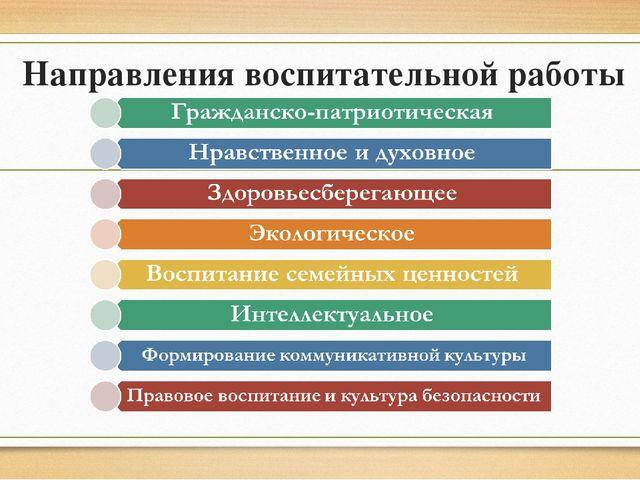 Направления воспитательной работы
Гражданско-патриотическая
Нравственное и духовное
Здоровьесберегающее
Экологическое
Воспитание семейных ценностей
Интеллектуальное
Формирование коммуникативной культуры
Правовое воспитание и культура безопасности